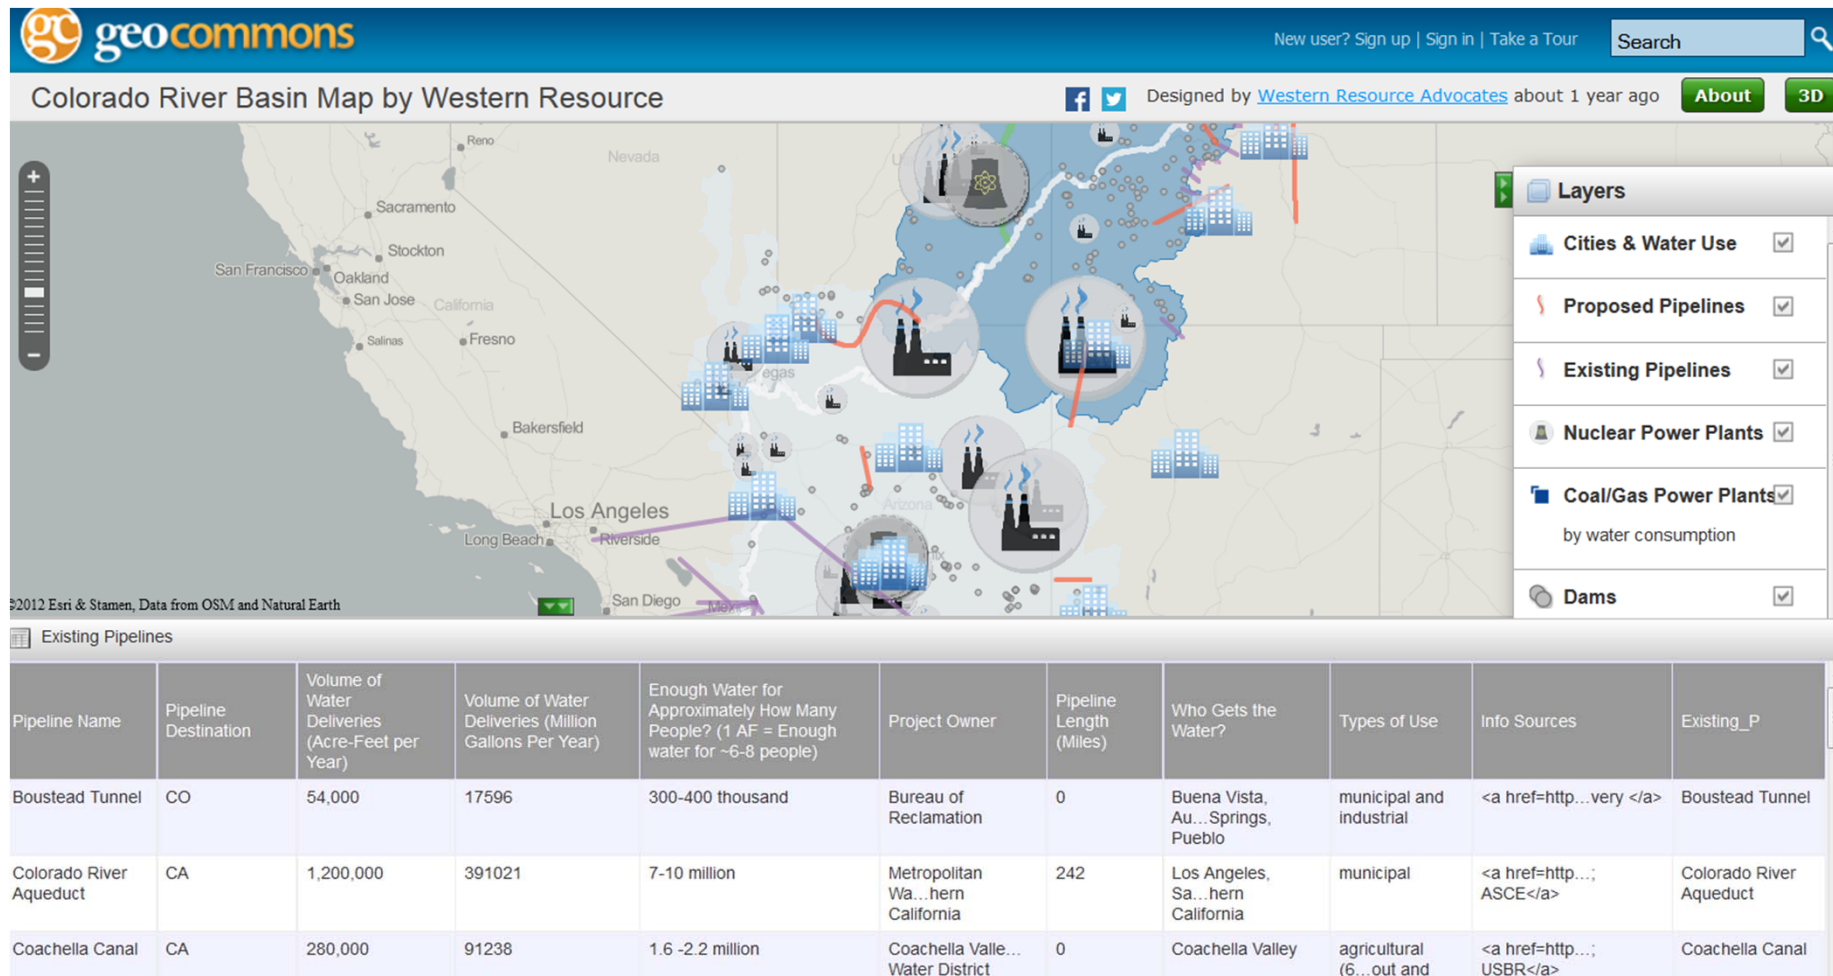 gc geocommons
New user? Sign up | Sign in | Take a Tour
Search
Colorado River Basin Map by Western Resource
Designed by Western Resource Advocates about 1 year ago
About
3D
Reno
Nevada
Sacramento
Stockton
San Francisco
Oakland
San Jose
California
Salinas
Fresno
egas
Bakersfield
Arizona
Los Angeles
Long Beach
Riverside
San Diego
©2012 Esri & Stamen, Data from OSM and Natural Earth
Layers
Cities & Water Use
Proposed Pipelines
Existing Pipelines
Nuclear Power Plants
Coal/Gas Power Plants
by water consumption
Dams
Existing Pipelines
Pipeline Name
Pipeline
Destination
Volume of
Water
Deliveries
(Acre-Feet per
Year)
Volume of Water
Deliveries (Million
Gallons Per Year)
Enough Water for
Approximately How Many
People? (1 AF = Enough
water for ~6-8 people)
Project Owner
Pipeline
Length
(Miles)
Who Gets the
Water?
Types of Use
Info Sources
Existing_P
Boustead Tunnel
CO
54,000
17596
300-400 thousand
Bureau of
Reclamation
0
Buena Vista,
Au...Springs,
Pueblo
municipal and
industrial
<a href=http...very </a>
Boustead Tunnel
Colorado River
Aqueduct
CA
1,200,000
391021
7-10 million
Metropolitan
Wa...hern
California
242
Los Angeles,
Sa...hern
California
municipal
<a href=http...;
ASCE</a>
Colorado River
Aqueduct
Coachella Canal
CA
280,000
91238
1.6 -2.2 million
Coachella Valle...
Water District
0
Coachella Valley
agricultural
(6...out and
<a href=http...;
USBR</a>
Coachella Canal